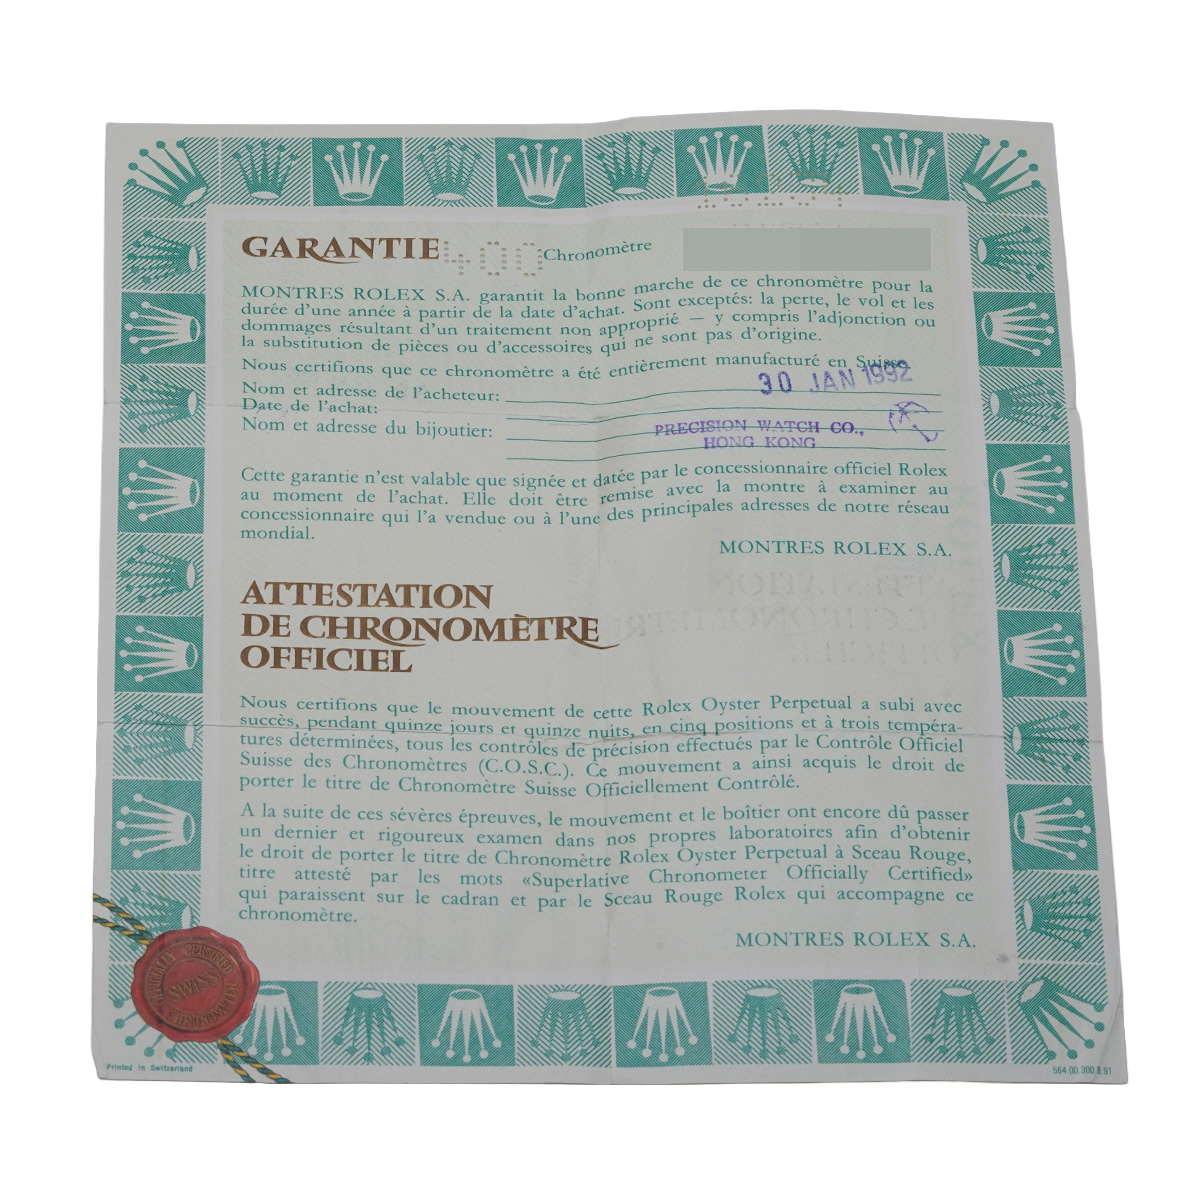 GARANTIE 400 Chronomètre
MONTRES ROLEX S.A. garantit la bonne marche de ce chronomètre pour la
durée d’une année à partir de la date d’achat. Sont exceptés: la perte, le vol et les
dommages résultant d’un traitement non approprié — y compris l’adjonction ou
la substitution de pièces ou d’accessoires qui ne sont pas d’origine.
Nous certifions que ce chronomètre a été entièrement manufacturé en Suisse.
30 JAN 1992
Nom et adresse de l’acheteur:
Date de l’achat:
Nom et adresse du bijoutier:
PRECISION WATCH CO.,
HONG KONG
Cette garantie n’est valable que signée et datée par le concessionnaire officiel Rolex
au moment de l’achat. Elle doit être remise avec la montre à examiner au
concessionnaire qui l’a vendue ou à l’une des principales adresses de notre réseau
mondial.
MONTRES ROLEX S.A.
ATTESTATION
DE CHRONOMÈTRE
OFFICIEL
Nous certifions que le mouvement de cette Rolex Oyster Perpetual a subi avec
succès, pendant quinze jours et quinze nuits, en cinq positions et à trois tempéra-
tures déterminées, tous les contrôles de précision effectués par le Contrôle Officiel
Suisse des Chronomètres (C.O.S.C.). Ce mouvement a ainsi acquis le droit de
porter le titre de Chronomètre Suisse Officiellement Contrôlé.
A la suite de ces sévères épreuves, le mouvement et le boîtier ont encore dû passer
un dernier et rigoureux examen dans nos propres laboratoires afin d’obtenir
le droit de porter le titre de Chronomètre Rolex Oyster Perpetual à Sceau Rouge,
titre attesté par les mots «Superlative Chronometer Officially Certified»
qui paraissent sur le cadran et par le Sceau Rouge Rolex qui accompagne ce
chronomètre.
MONTRES ROLEX S.A.
SWISS
CHRONOMETER
Printed in Switzerland
564.00.300.8.91